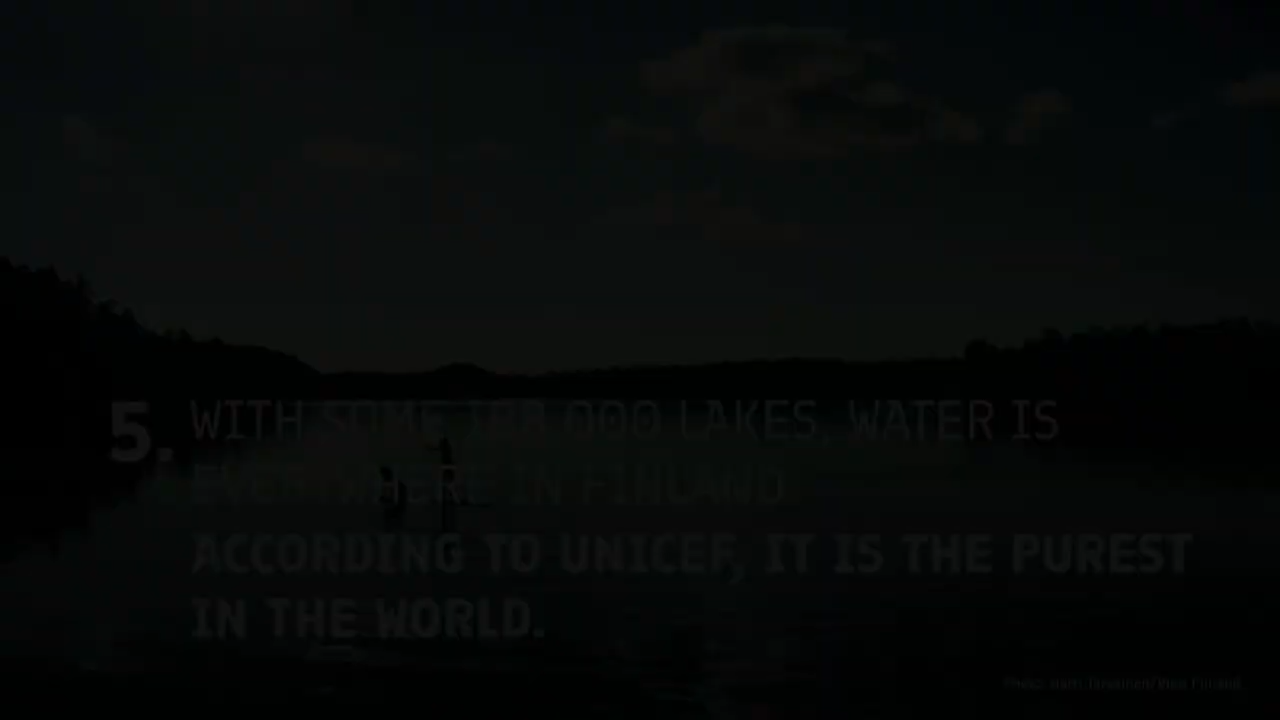 5. WITH SOME 188,000 LAKES, WATER IS
EVERYWHERE IN FINLAND
ACCORDING TO UNICEF, IT IS THE PUREST
IN THE WORLD.